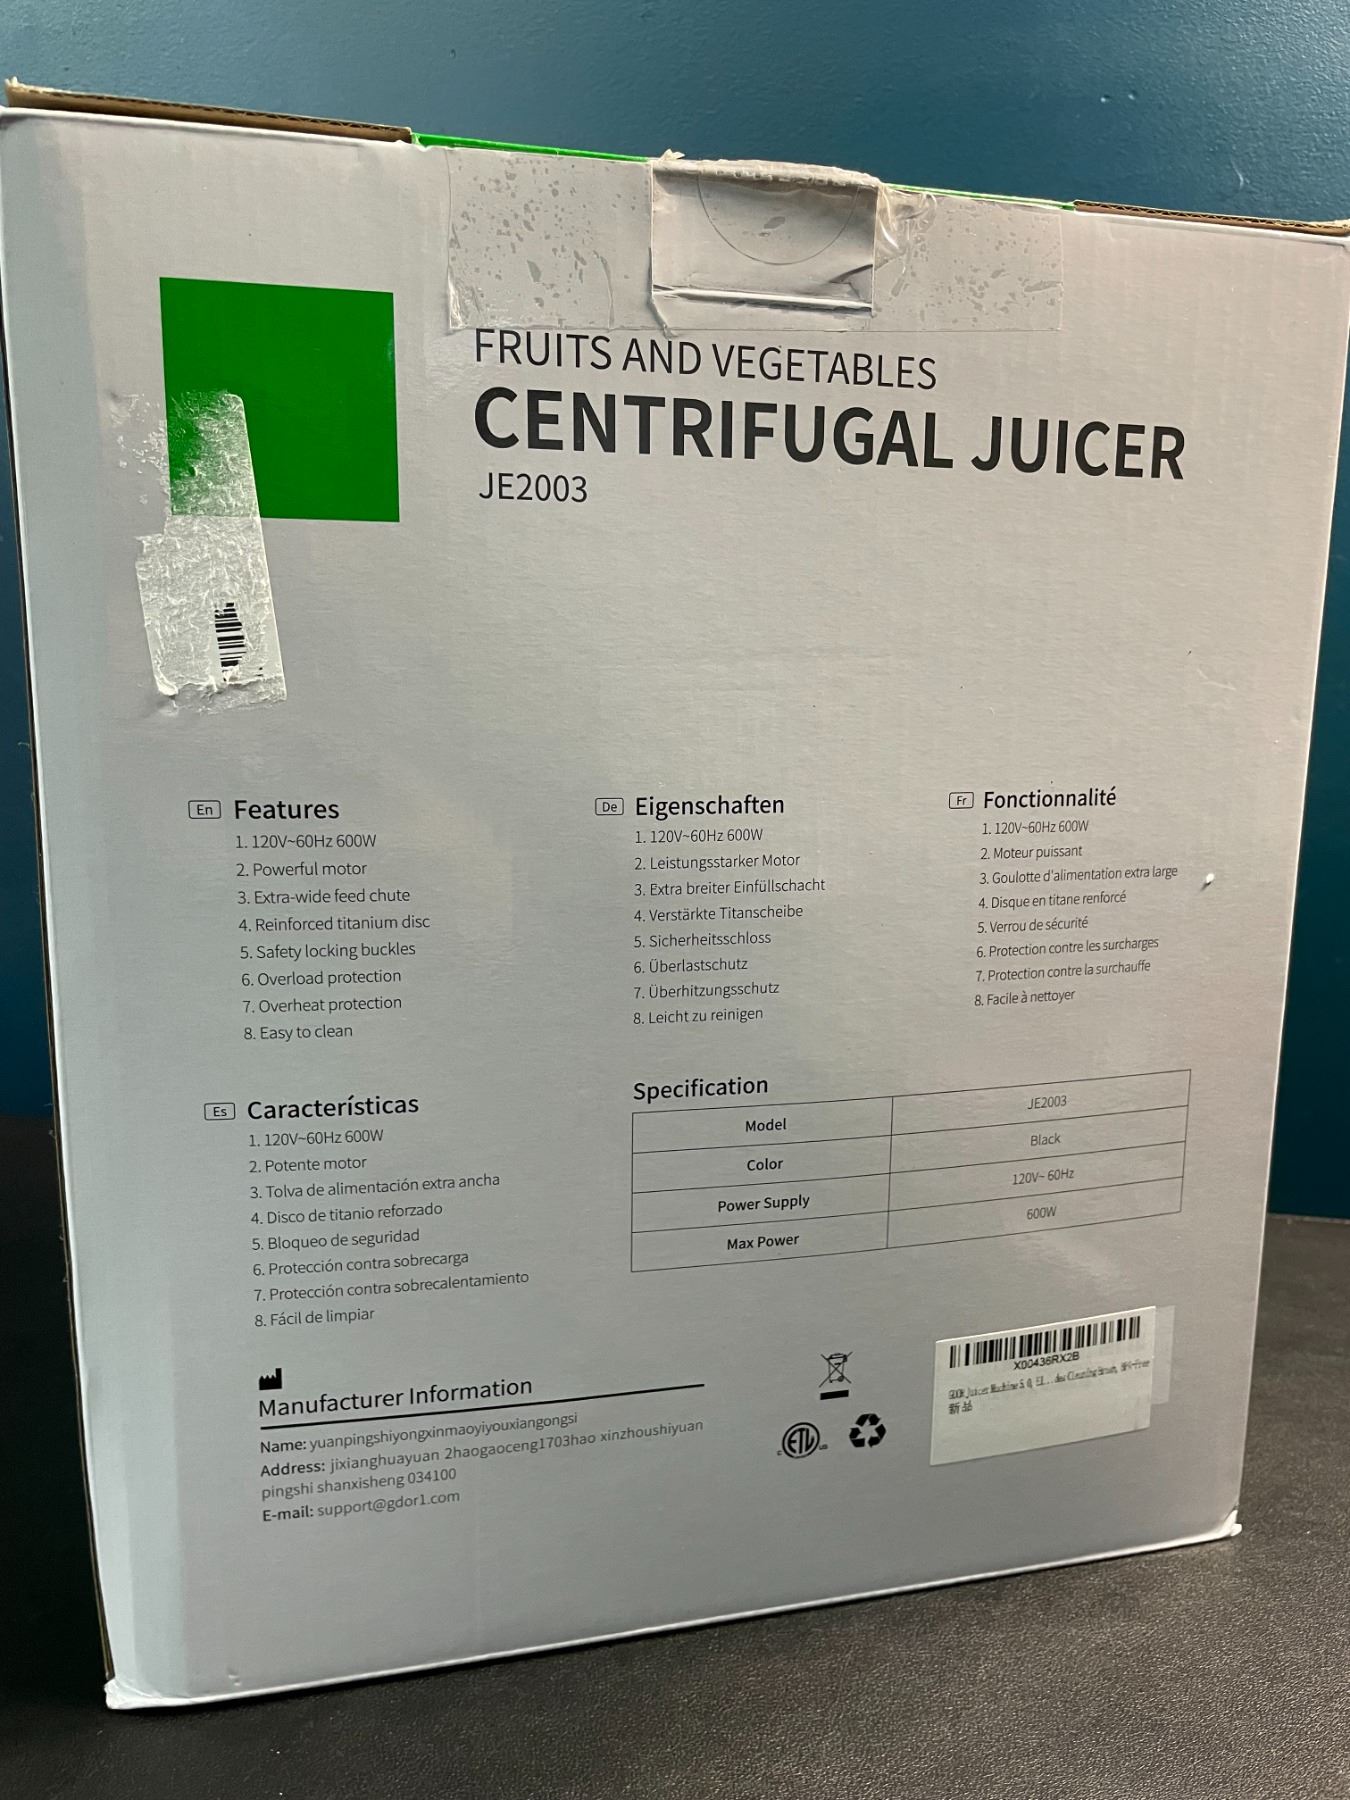 FRUITS AND VEGETABLES
CENTRIFUGAL JUICER
JE2003
En Features
1. 120V~60Hz 600W
2. Powerful motor
3. Extra-wide feed chute
4. Reinforced titanium disc
5. Safety locking buckles
6. Overload protection
7. Overheat protection
8. Easy to clean
De Eigenschaften
1. 120V~60Hz 600W
2. Leistungsstarker Motor
3. Extra breiter Einfüllschacht
4. Verstärkte Titanscheibe
5. Sicherheitsschloss
6. Überlastschutz
7. Überhitzungsschutz
8. Leicht zu reinigen
Fr Fonctionnalité
1. 120V~60Hz 600W
2. Moteur puissant
3. Goulotte d'alimentation extra large
4. Disque en titane renforcé
5. Verrou de sécurité
6. Protection contre les surcharges
7. Protection contre la surchauffe
8. Facile à nettoyer
Es Características
1. 120V~60Hz 600W
2. Potente motor
3. Tolva de alimentación extra ancha
4. Disco de titanio reforzado
5. Bloqueo de seguridad
6. Protección contra sobrecarga
7. Protección contra sobrecalentamiento
8. Fácil de limpiar
Specification
Model JE2003
Color Black
Power Supply 120V~ 60Hz
Max Power 600W
Manufacturer Information
Name: yuanpingshiyongxinmaoyiyouxiangongsi
Address: jixianghuayuan 2haogaoceng1703hao xinzhoushiyuan
pingshi shanxisheng 034100
E-mail: support@gdor1.com
C ETL US
X00436RX2B
Juicer Machine des Cleaning Brush,
新品